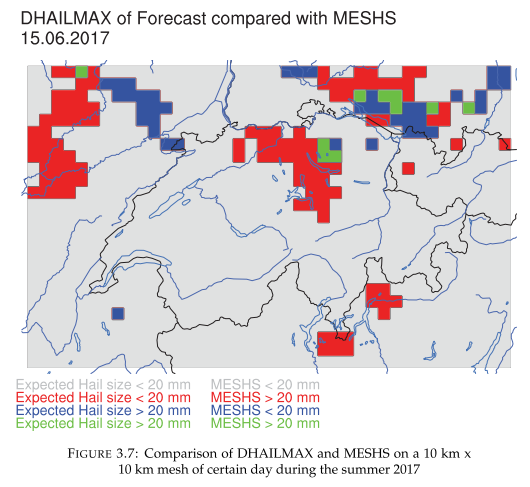 DHAILMAX of Forecast compared with MESHS
15.06.2017
Expected Hail size < 20 mm MESHS < 20 mm
Expected Hail size < 20 mm MESHS > 20 mm
Expected Hail size > 20 mm MESHS < 20 mm
Expected Hail size > 20 mm MESHS > 20 mm
FIGURE 3.7: Comparison of DHAILMAX and MESHS on a 10 km x
10 km mesh of certain day during the summer 2017